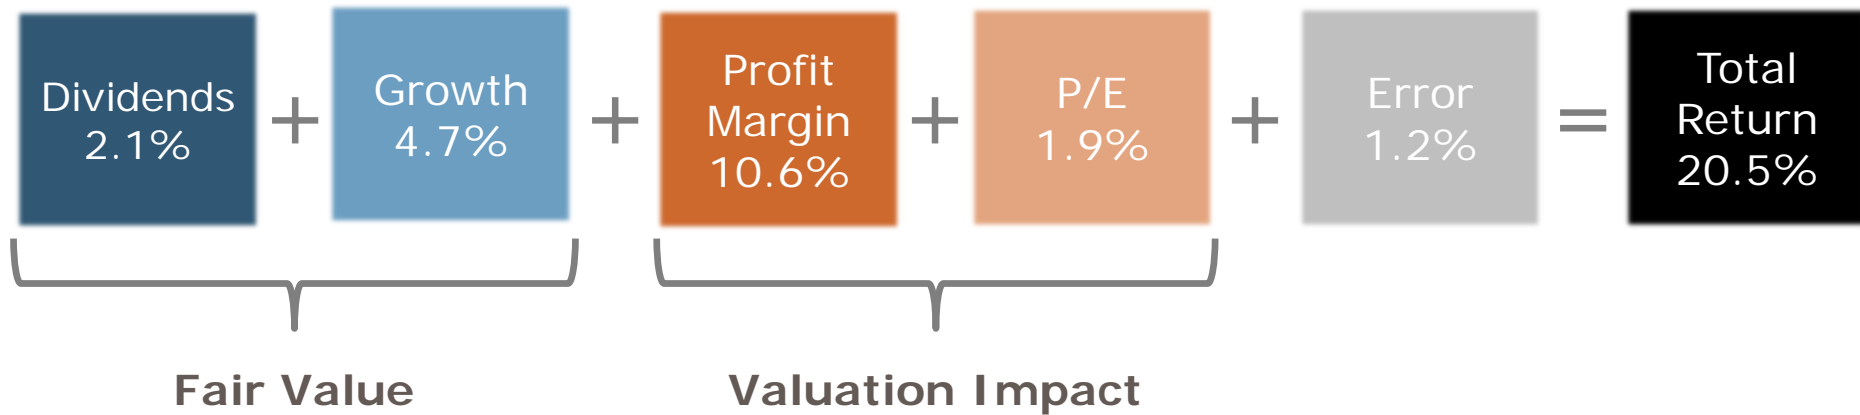 Dividends
2.1%
+
Growth
4.7%
+
Profit
Margin
10.6%
+
P/E
1.9%
+
Error
1.2%
=
Total
Return
20.5%
Fair Value
Valuation Impact